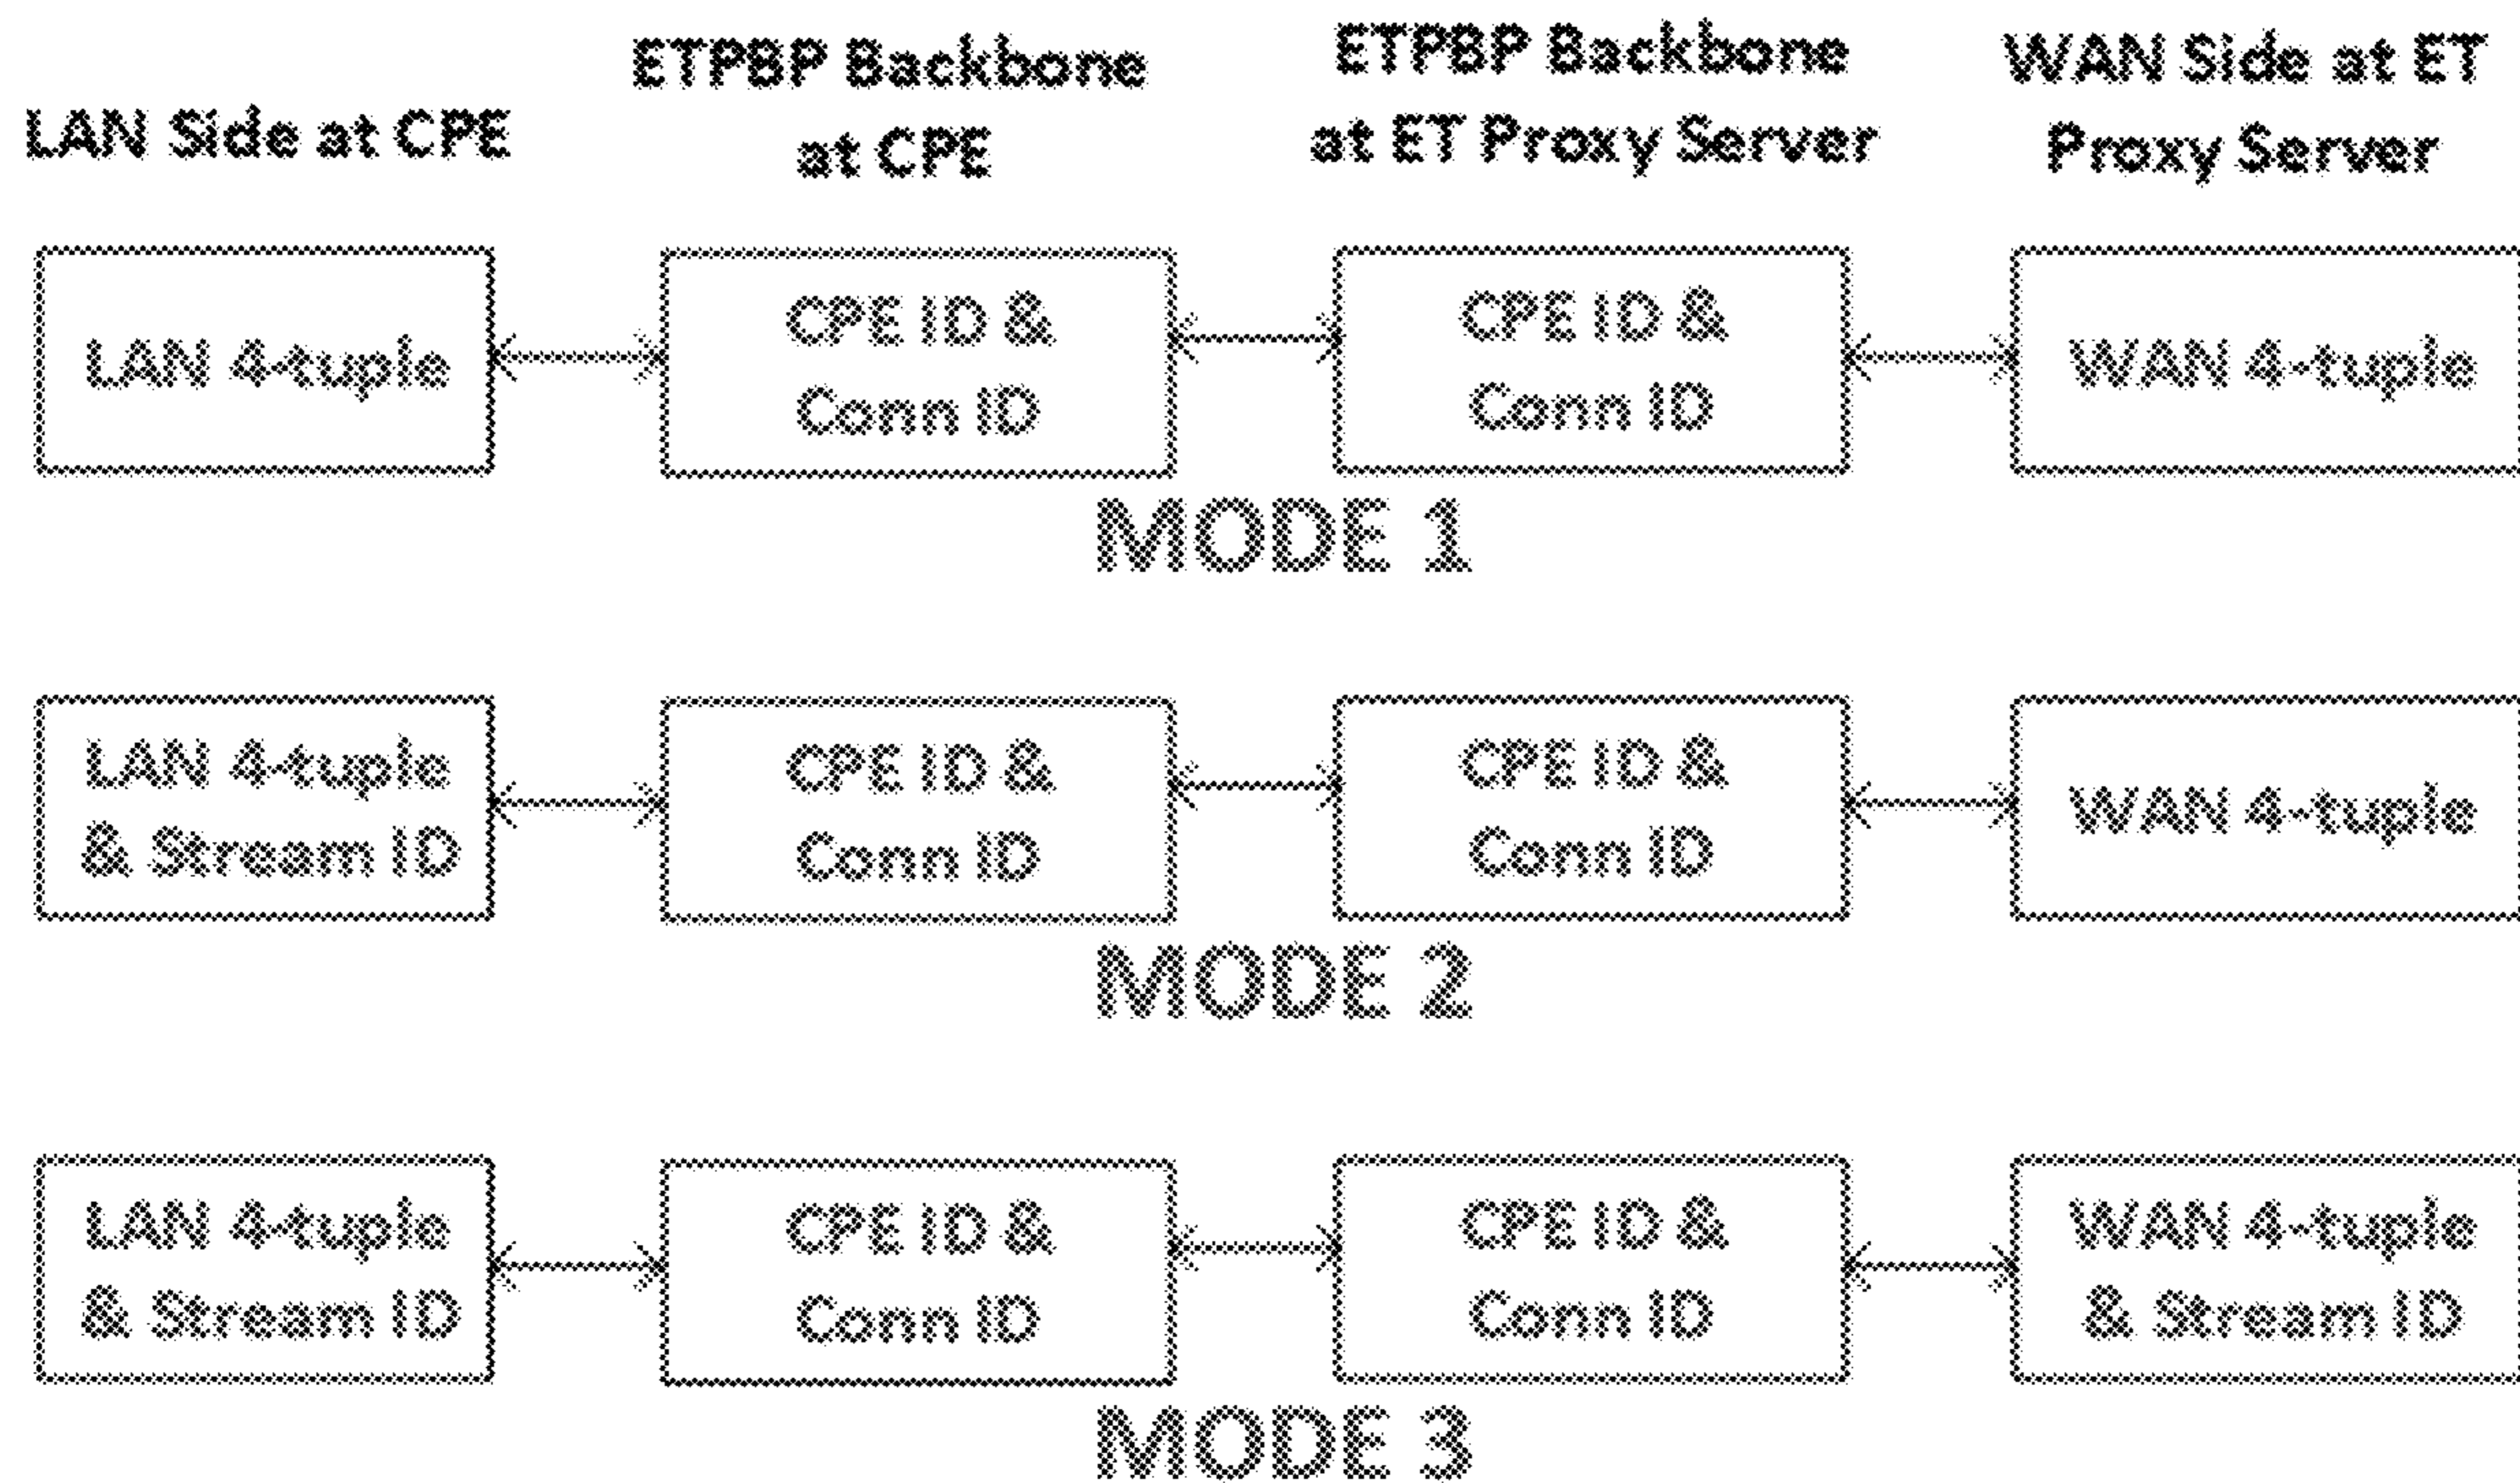 LAN Side at CPE
ETPBP Backbone
at CPE
ETPBP Backbone
at ET Proxy Server
WAN Side at ET
Proxy Server
LAN 4-tuple
CPE ID &
Conn ID
CPE ID &
Conn ID
WAN 4-tuple
MODE 1
LAN 4-tuple
& Stream ID
CPE ID &
Conn ID
CPE ID &
Conn ID
WAN 4-tuple
MODE 2
LAN 4-tuple
& Stream ID
CPE ID &
Conn ID
CPE ID &
Conn ID
WAN 4-tuple
& Stream ID
MODE 3